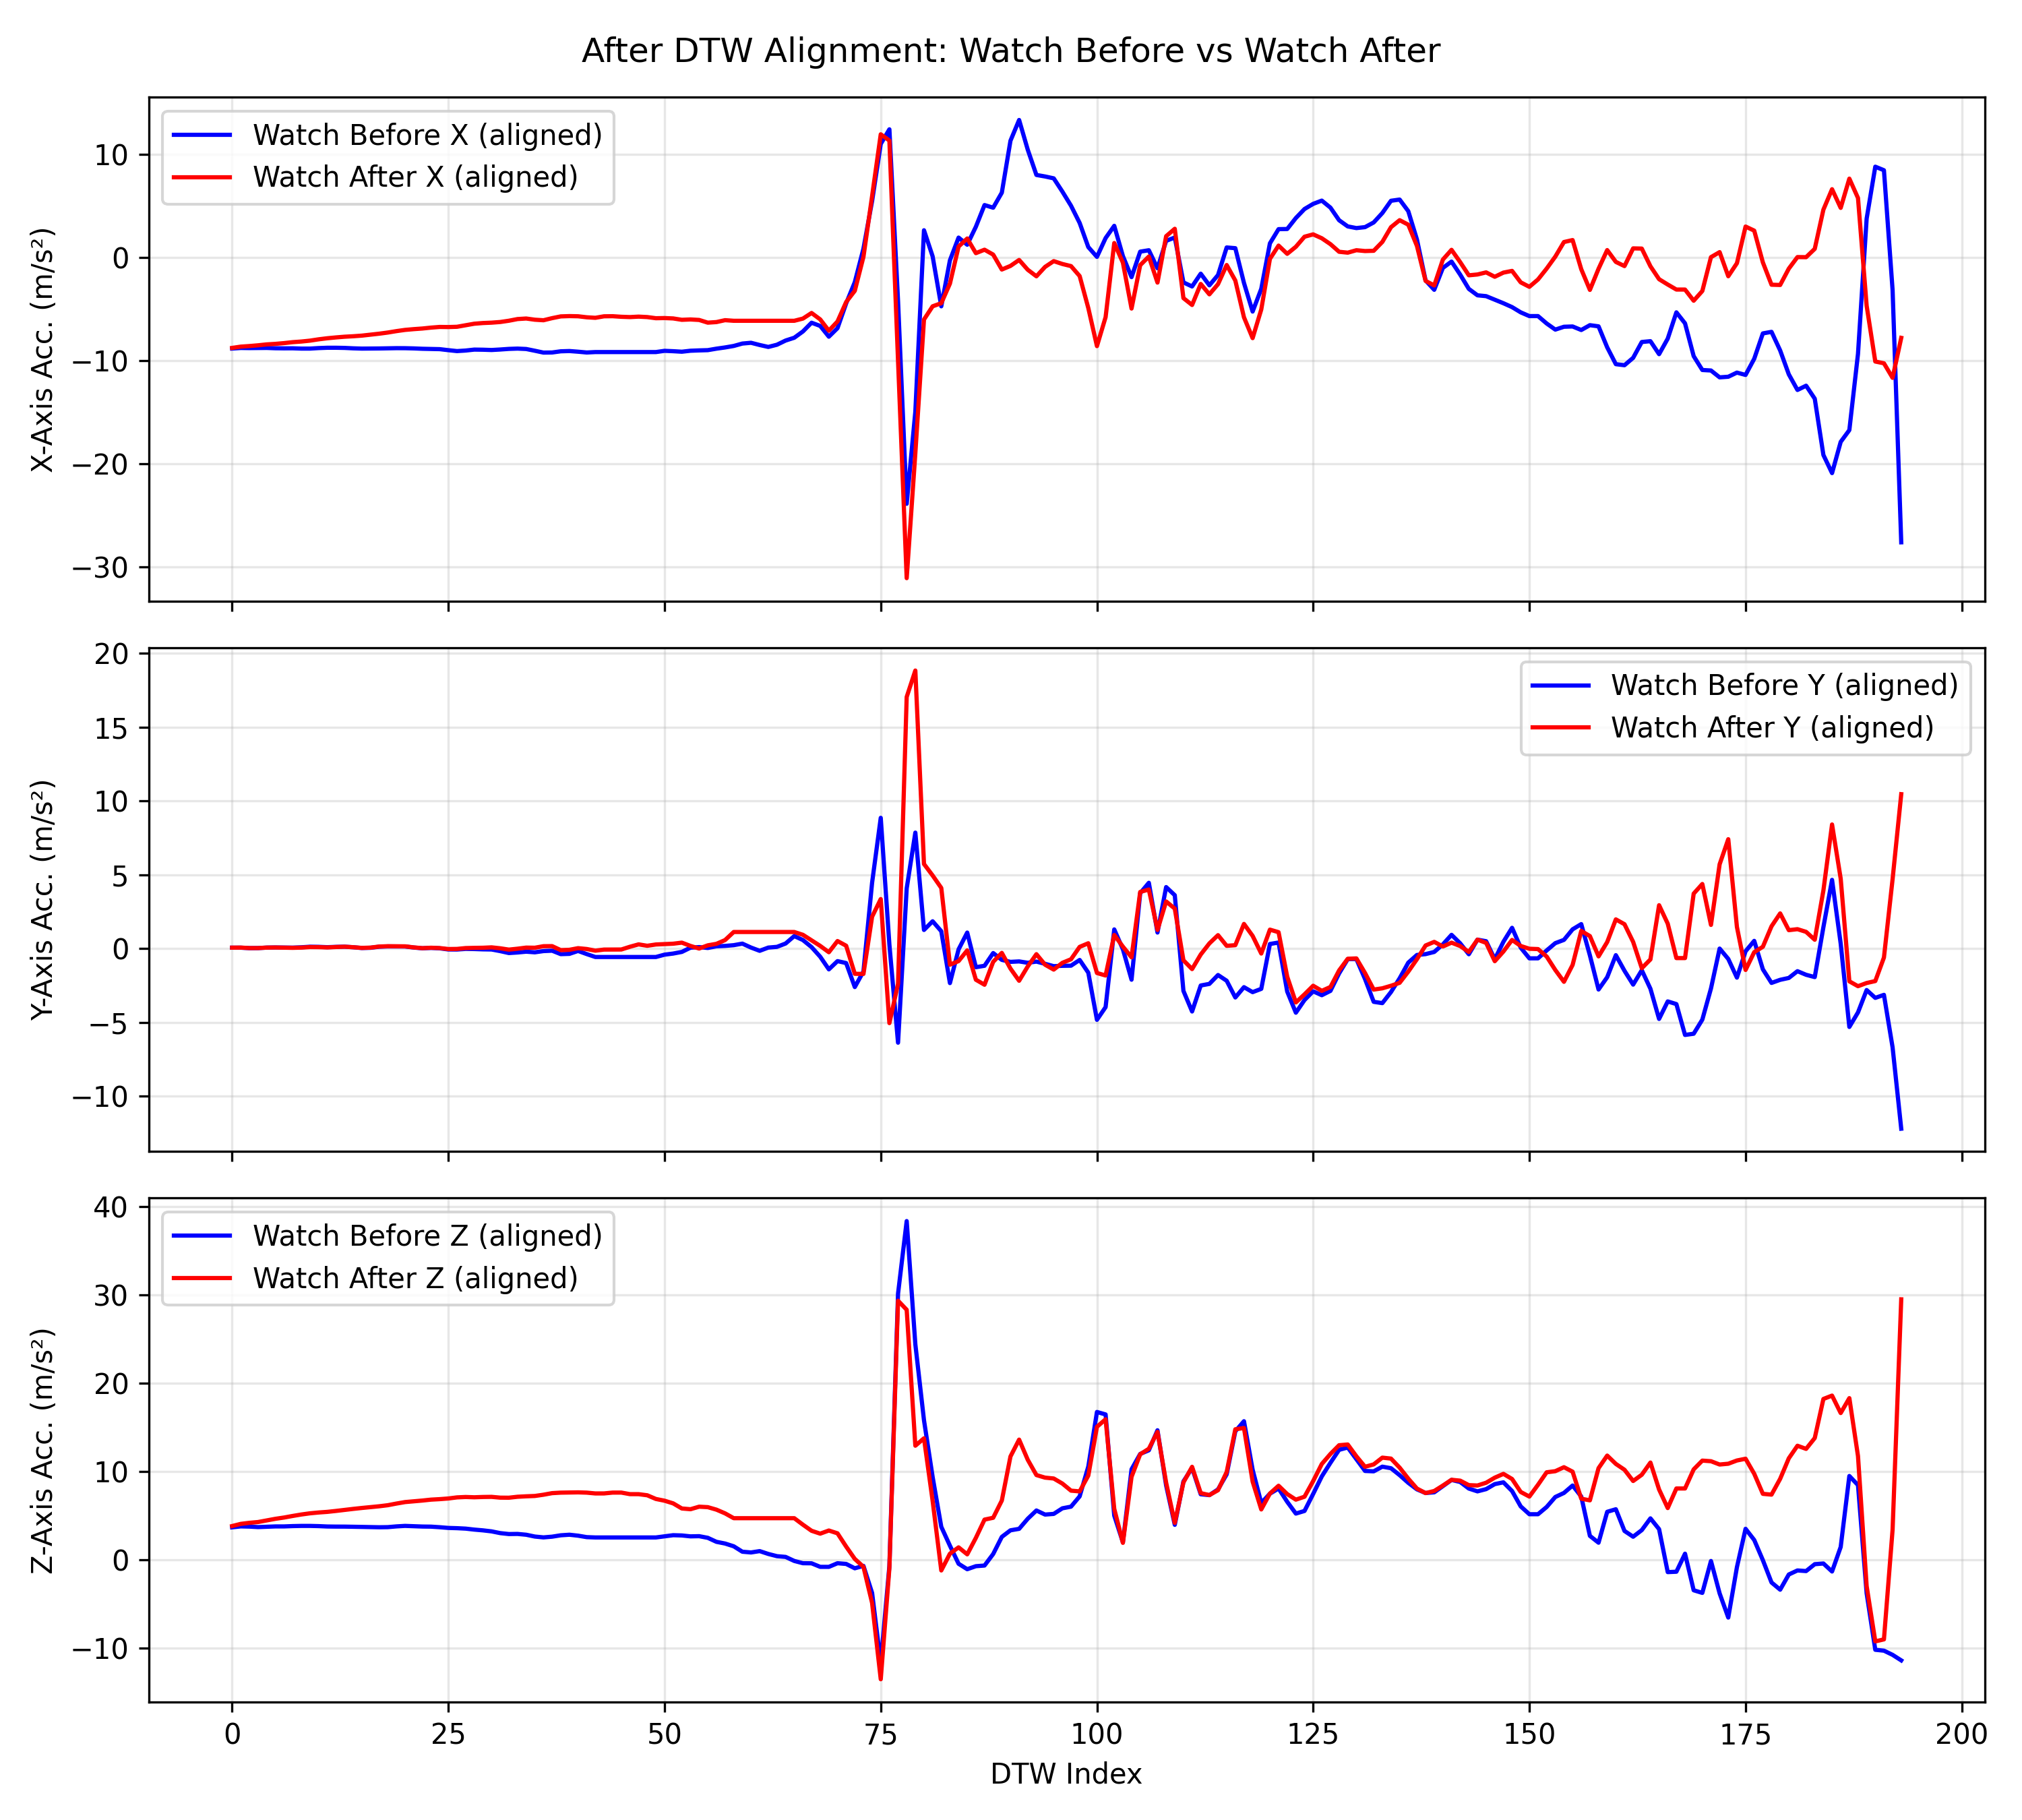 After DTW Alignment: Watch Before vs Watch After
Watch Before X (aligned)
Watch After X (aligned)
X-Axis Acc. (m/s²)
10
0
−10
−20
−30
Watch Before Y (aligned)
Watch After Y (aligned)
Y-Axis Acc. (m/s²)
20
15
10
5
0
−5
−10
Watch Before Z (aligned)
Watch After Z (aligned)
Z-Axis Acc. (m/s²)
40
30
20
10
0
−10
0 25 50 75 100 125 150 175 200
DTW Index